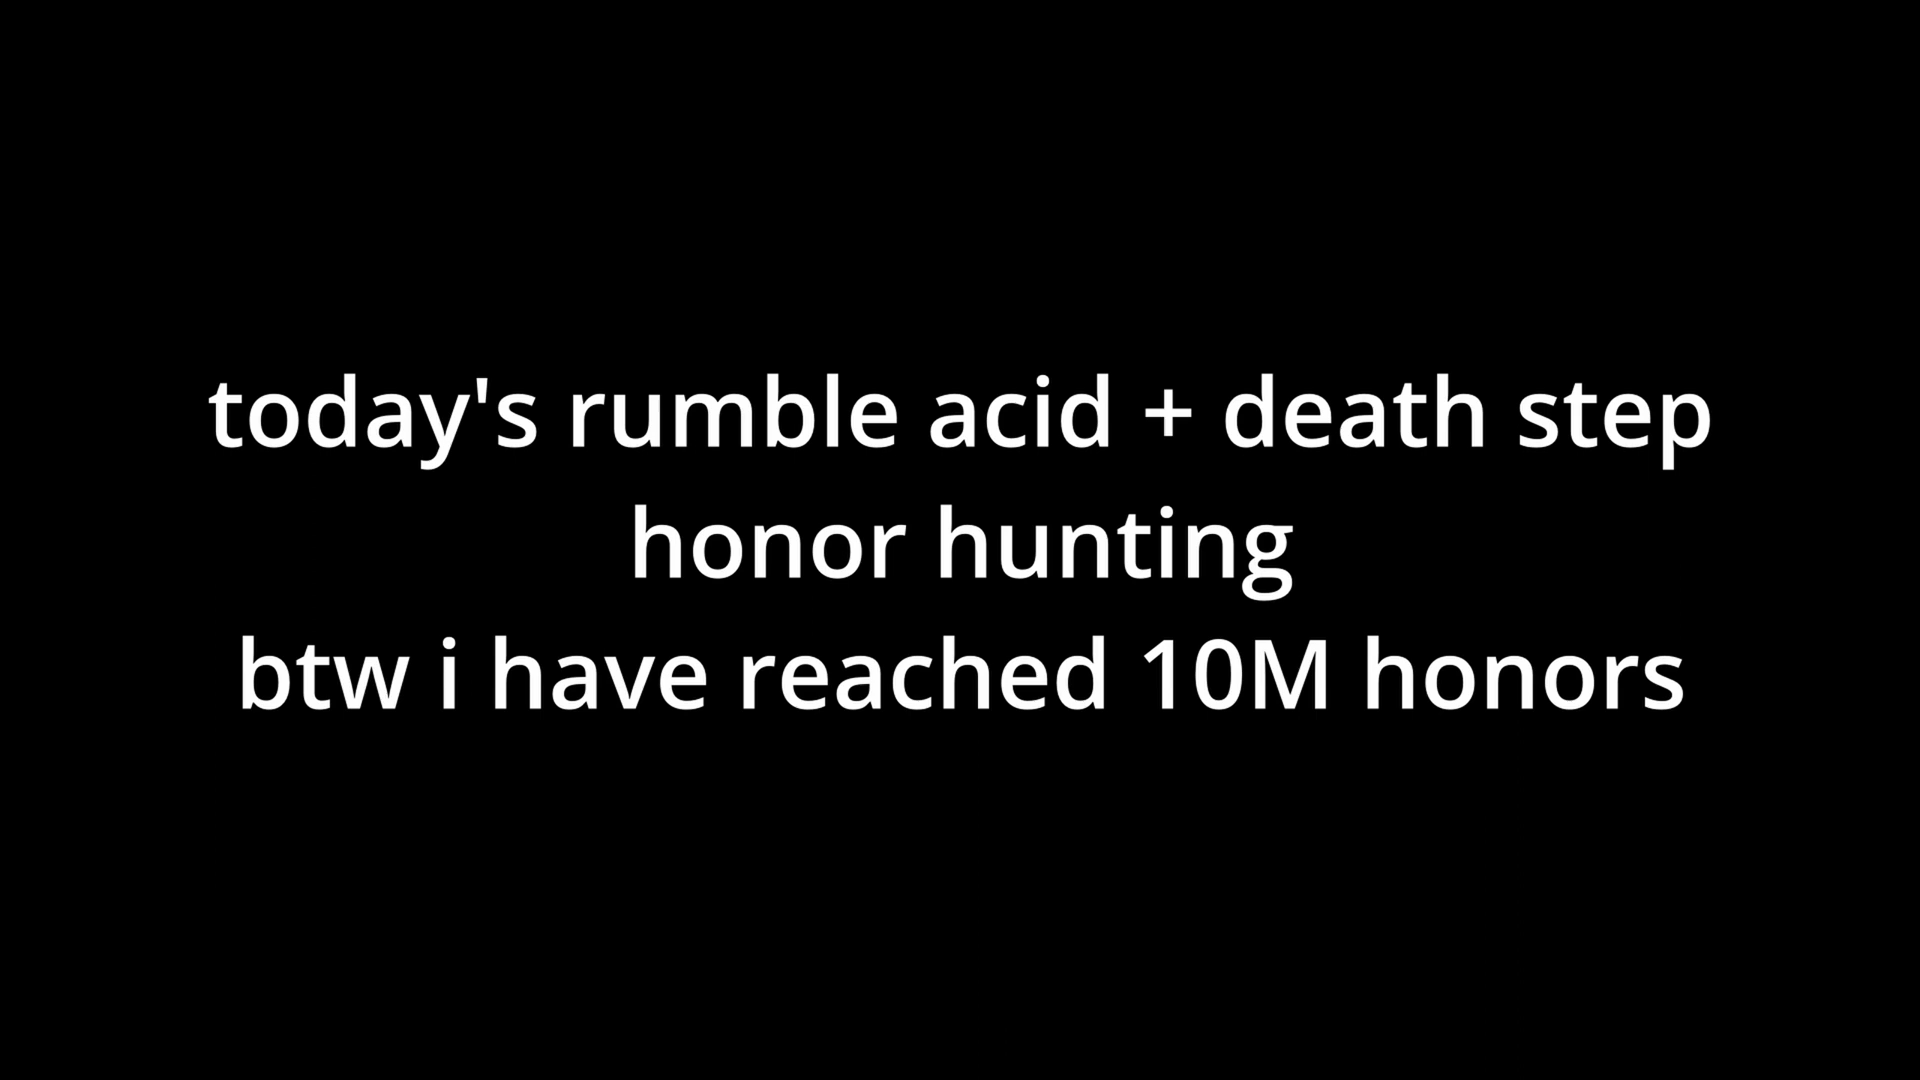 today's rumble acid + death step
honor hunting
btw i have reached 10M honors